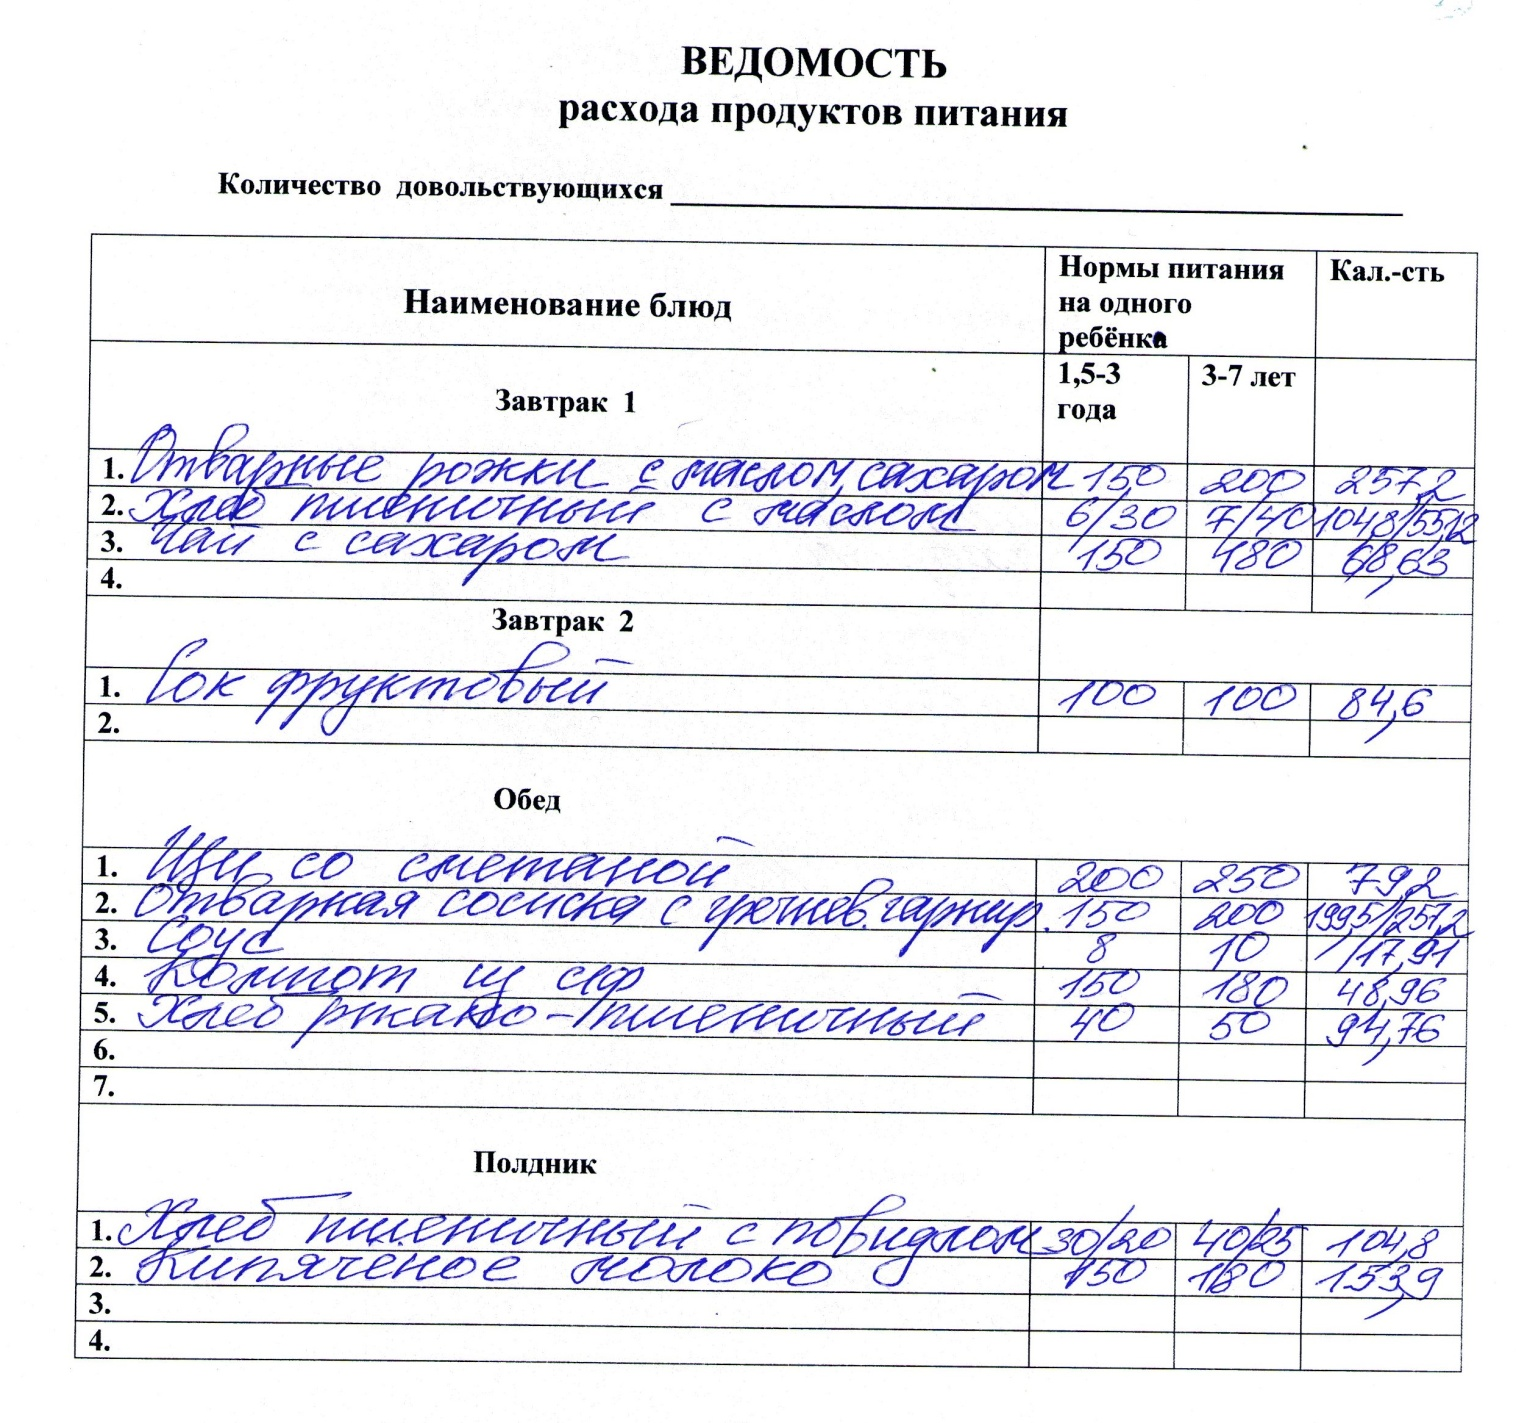 ВЕДОМОСТЬ
расхода продуктов питания
Количество довольствующихся
Наименование блюд Нормы питания на одного ребёнка Кал.-сть
Завтрак 1 1,5-3 года 3-7 лет
1. Отварные рожки с маслом, сахаром 150 200 257,2
2. Хлеб пшеничный с маслом 6/30 7/40 104,8/55,12
3. Чай с сахаром 150 180 68,63
4.
Завтрак 2
1. Сок фруктовый 100 100 84,6
2.
Обед
1. Щи со сметаной 200 250 79,2
2. Отварная сосиска с гречнев. гарнир. 150 200 199,5/257,2
3. Соус 8 10 /17,91
4. Компот из с/ф 150 180 48,96
5. Хлеб ржано-пшеничный 40 50 94,76
6.
7.
Полдник
1. Хлеб пшеничный с повидлом 30/20 40/25 104,8
2. Кипячёное молоко 150 180 153,9
3.
4.